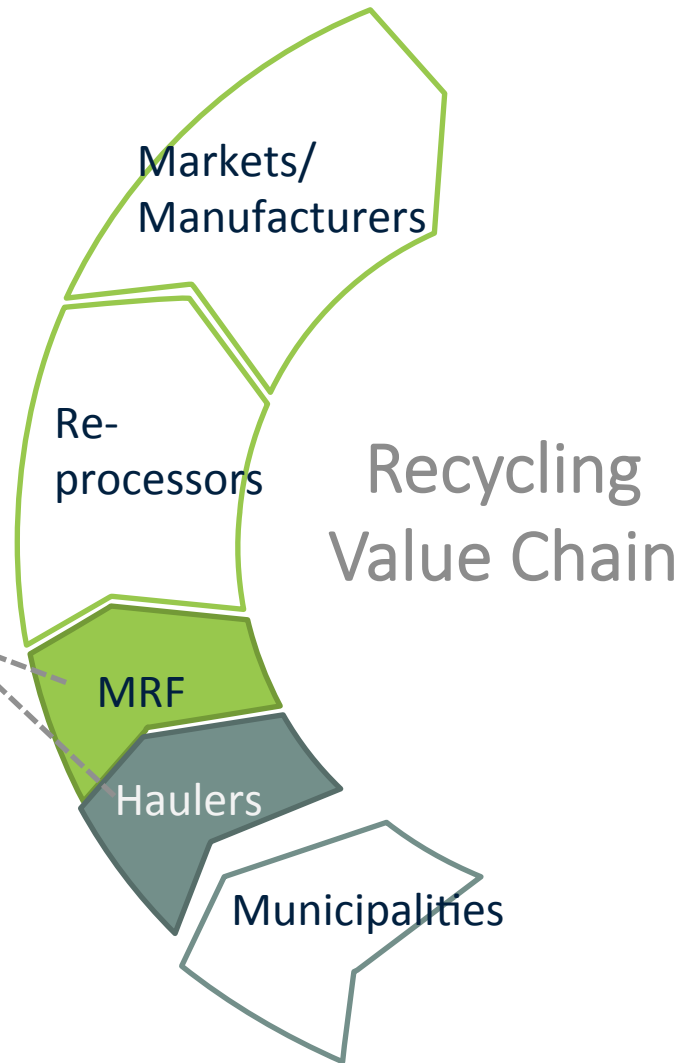 Markets/
Manufacturers
Re-
processors
Recycling
Value Chain
MRF
Haulers
Municipalities